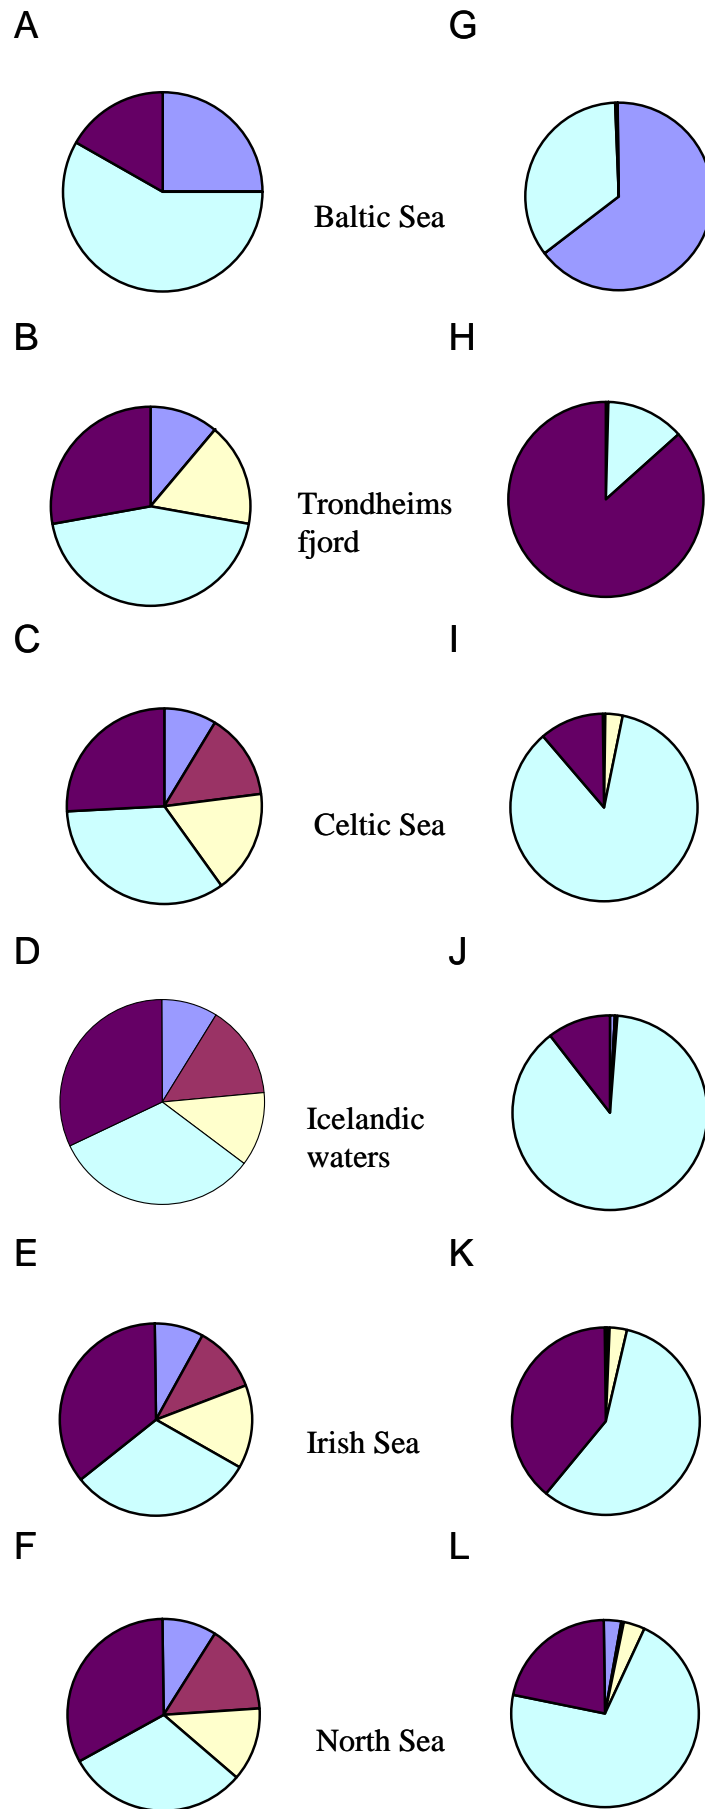 A
G
Baltic Sea
B
H
Trondheims
fjord
C
I
Celtic Sea
D
J
Icelandic
waters
E
K
Irish Sea
F
L
North Sea